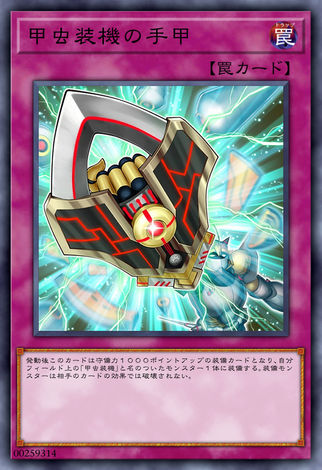 甲虫装機の手甲
トラップ
罠
【罠カード】
発動後このカードは守備力1000ポイントアップの装備カードとなり、自分
フィールド上の「甲虫装機」と名のついたモンスター1体に装備する。装備モン
スターは相手のカードの効果では破壊されない。
00259314